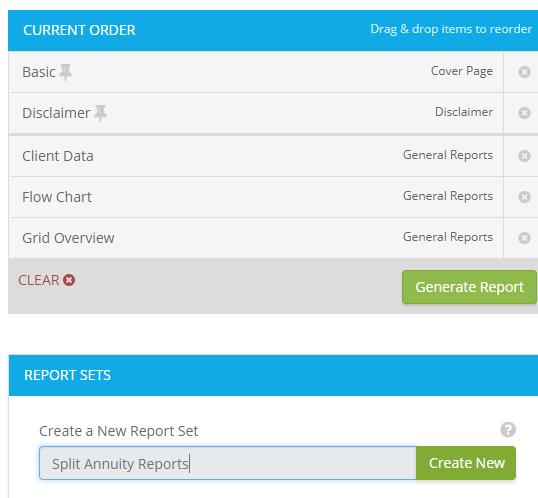 CURRENT ORDER Drag & drop items to reorder
Basic Cover Page
Disclaimer Disclaimer
Client Data General Reports
Flow Chart General Reports
Grid Overview General Reports
CLEAR Generate Report
REPORT SETS
Create a New Report Set ?
Split Annuity Reports Create New